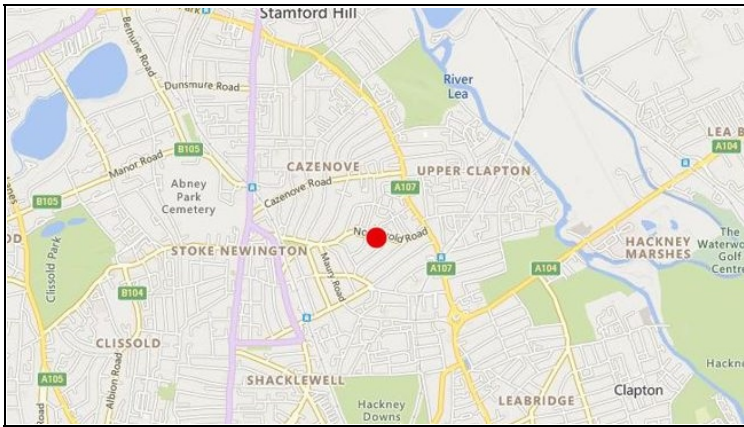 Stamford Hill
Park
Bethune Road
Dunsmure Road
River
Lea
LEA B
A104
B105
Manor Road
CAZENOVE
UPPER CLAPTON
Abney
Park
Cemetery
Cazenove Road
A107
B105
Clissold Park
STOKE NEWINGTON
Maury Road
A107
A104
HACKNEY
MARSHES
The
Waterwo
Golf
Centre
B104
CLISSOLD
Albion Road
A105
SHACKLEWELL
Hackney
Downs
LEABRIDGE
Clapton
Hackne
Road